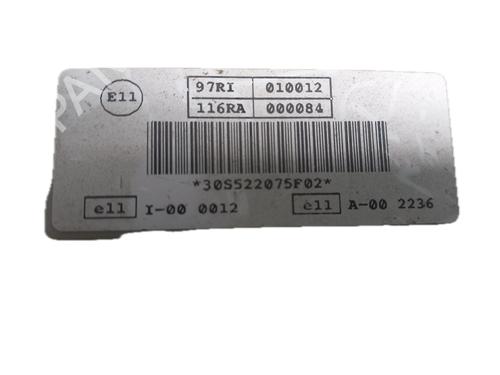 E11
97RI 010012
116RA 000084
*30S522075F02*
e11 I-00 0012 e11 A-00 2236